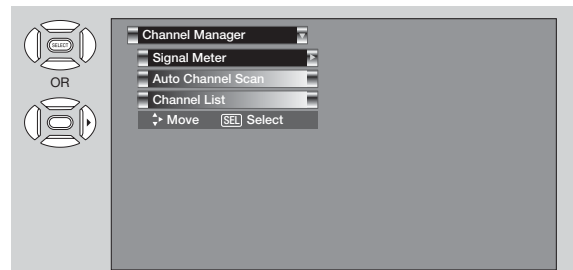 SELECT
OR
Channel Manager
Signal Meter
Auto Channel Scan
Channel List
Move SEL Select